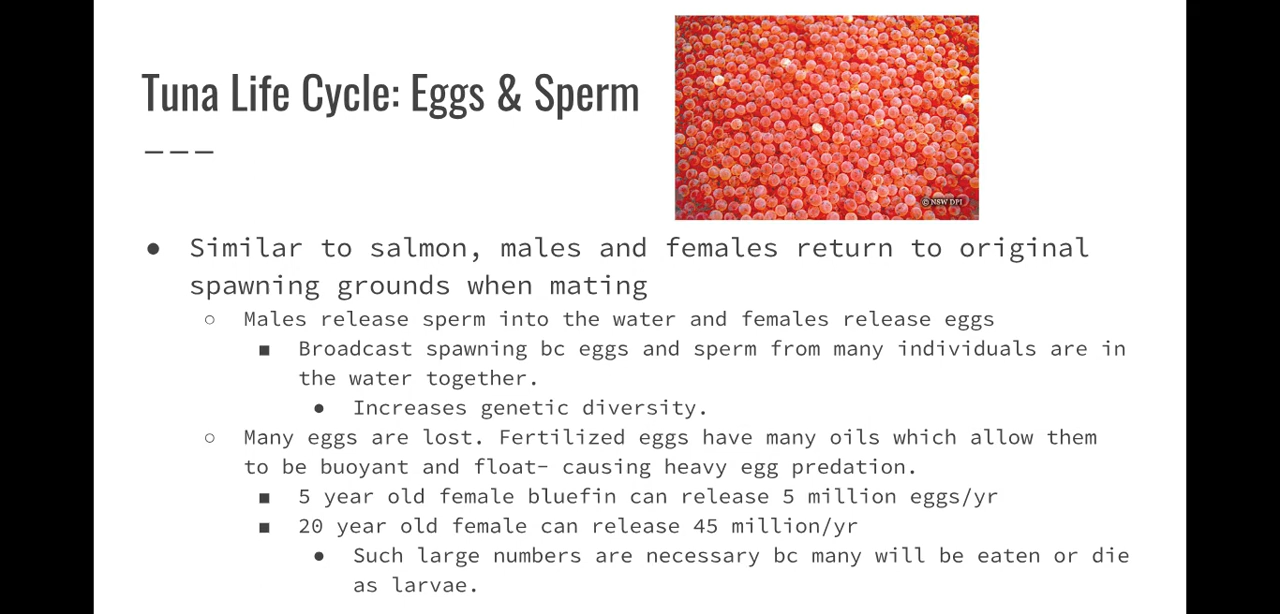 Tuna Life Cycle: Eggs & Sperm
© NSW DPI
● Similar to salmon, males and females return to original
spawning grounds when mating
○ Males release sperm into the water and females release eggs
■ Broadcast spawning bc eggs and sperm from many individuals are in
the water together.
● Increases genetic diversity.
○ Many eggs are lost. Fertilized eggs have many oils which allow them
to be buoyant and float- causing heavy egg predation.
■ 5 year old female bluefin can release 5 million eggs/yr
■ 20 year old female can release 45 million/yr
● Such large numbers are necessary bc many will be eaten or die
as larvae.